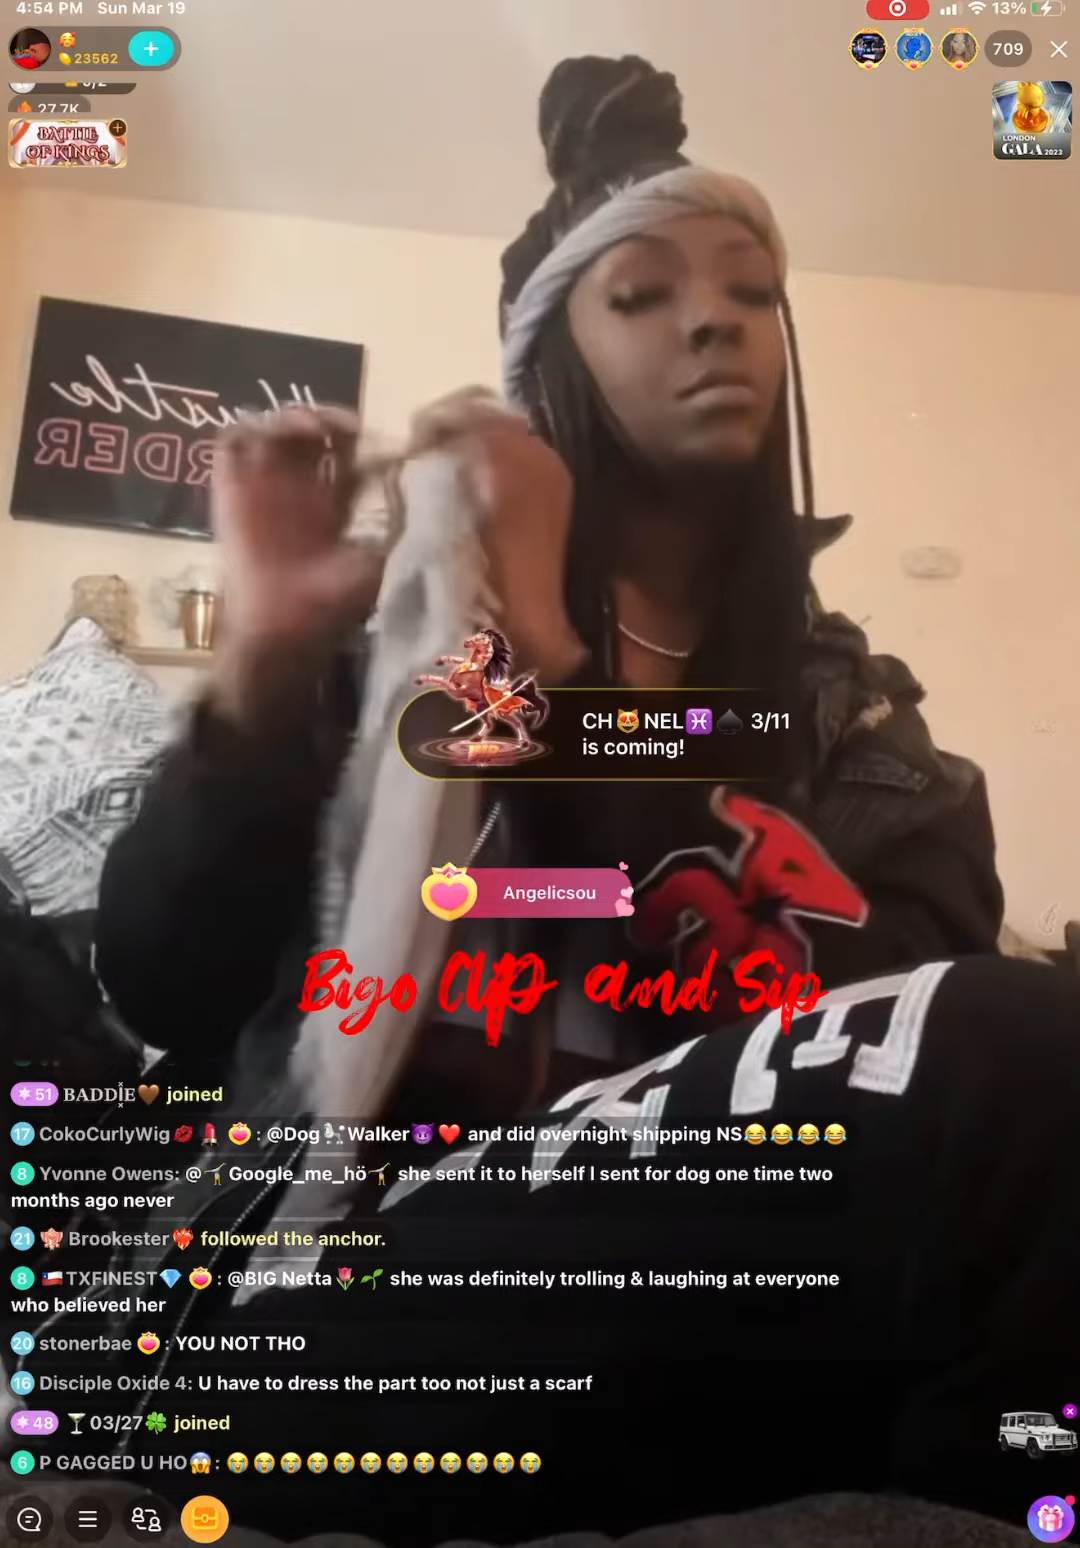 4:54 PM Sun Mar 19
13%
🥰
23562
709
27.7K
BATTLE
OF KINGS
LONDON
GALA 2023
Hustle
HARDER
CH😻NEL♓♠️ 3/11
is coming!
VIP
Angelicsou
Bigo Clip and Sip
51 BADDIE🤎 joined
17 CokoCurlyWig💋💄 : @Dog🐩Walker😈❤️ and did overnight shipping NS😂😂😂😂
8 Yvonne Owens: @🤺Google_me_hö🤺 she sent it to herself I sent for dog one time two
months ago never
21 Brookester❤️‍🔥 followed the anchor.
8 🇨🇱TXFINEST💎 : @BIG Netta🌷🌱 she was definitely trolling & laughing at everyone
who believed her
20 stonerbae : YOU NOT THO
16 Disciple Oxide 4: U have to dress the part too not just a scarf
48 🍸03/27🍀 joined
6 P GAGGED U HO😱: 😭😭😭😭😭😭😭😭😭😭😭😭